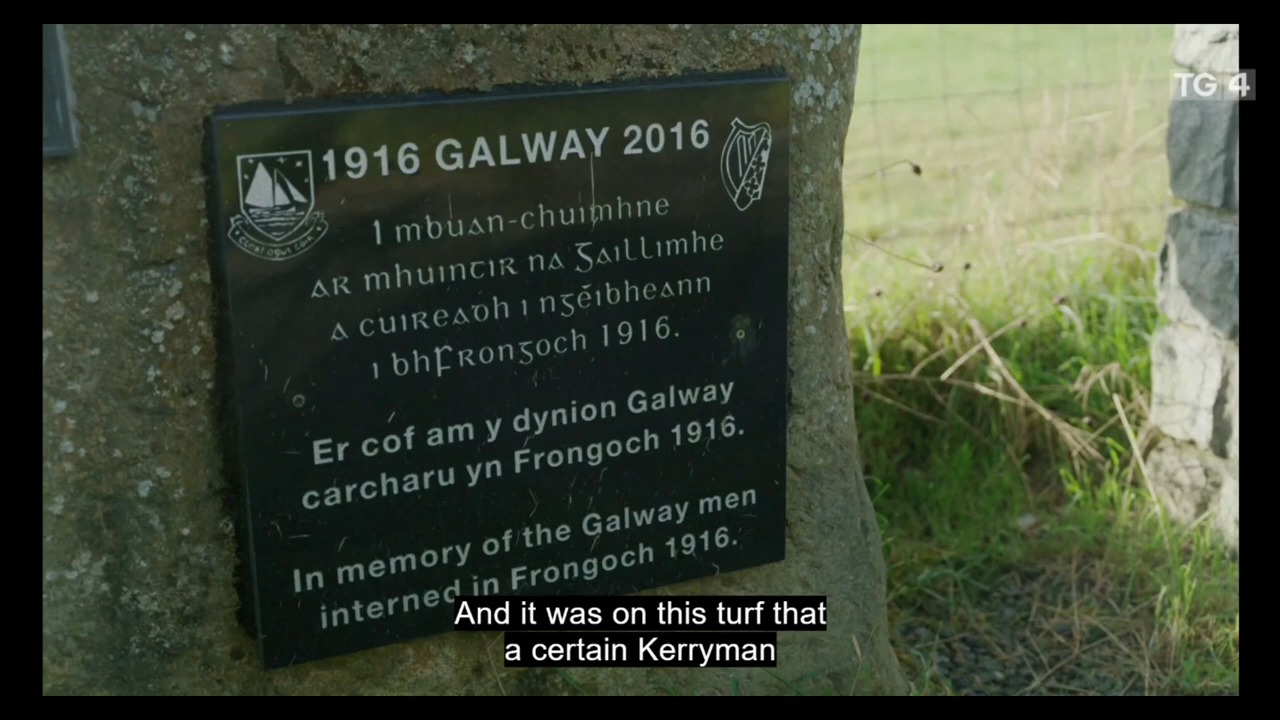 TG4
1916 GALWAY 2016
I mbuan-chuimhne
ar mhuintir na Gaillimhe
a cuireadh i ngéibheann
i bhFrongoch 1916.
Er cof am y dynion Galway
carcharu yn Frongoch 1916.
In memory of the Galway men
interned in Frongoch 1916.
And it was on this turf that
a certain Kerryman